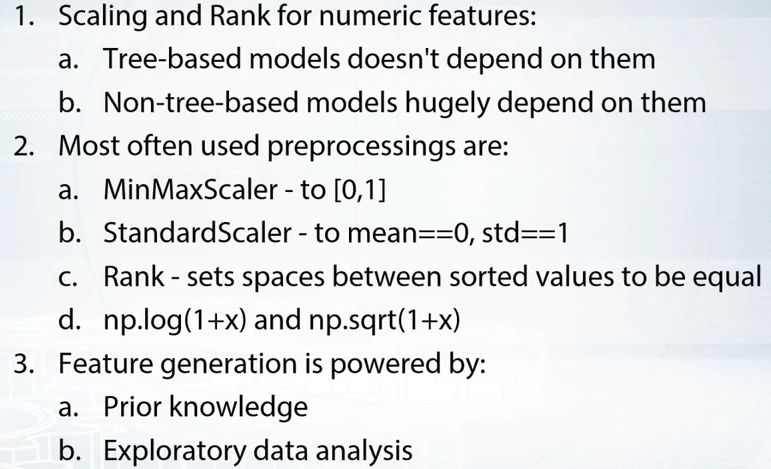 1. Scaling and Rank for numeric features:
a. Tree-based models doesn't depend on them
b. Non-tree-based models hugely depend on them
2. Most often used preprocessings are:
a. MinMaxScaler - to [0,1]
b. StandardScaler - to mean==0, std==1
c. Rank - sets spaces between sorted values to be equal
d. np.log(1+x) and np.sqrt(1+x)
3. Feature generation is powered by:
a. Prior knowledge
b. Exploratory data analysis